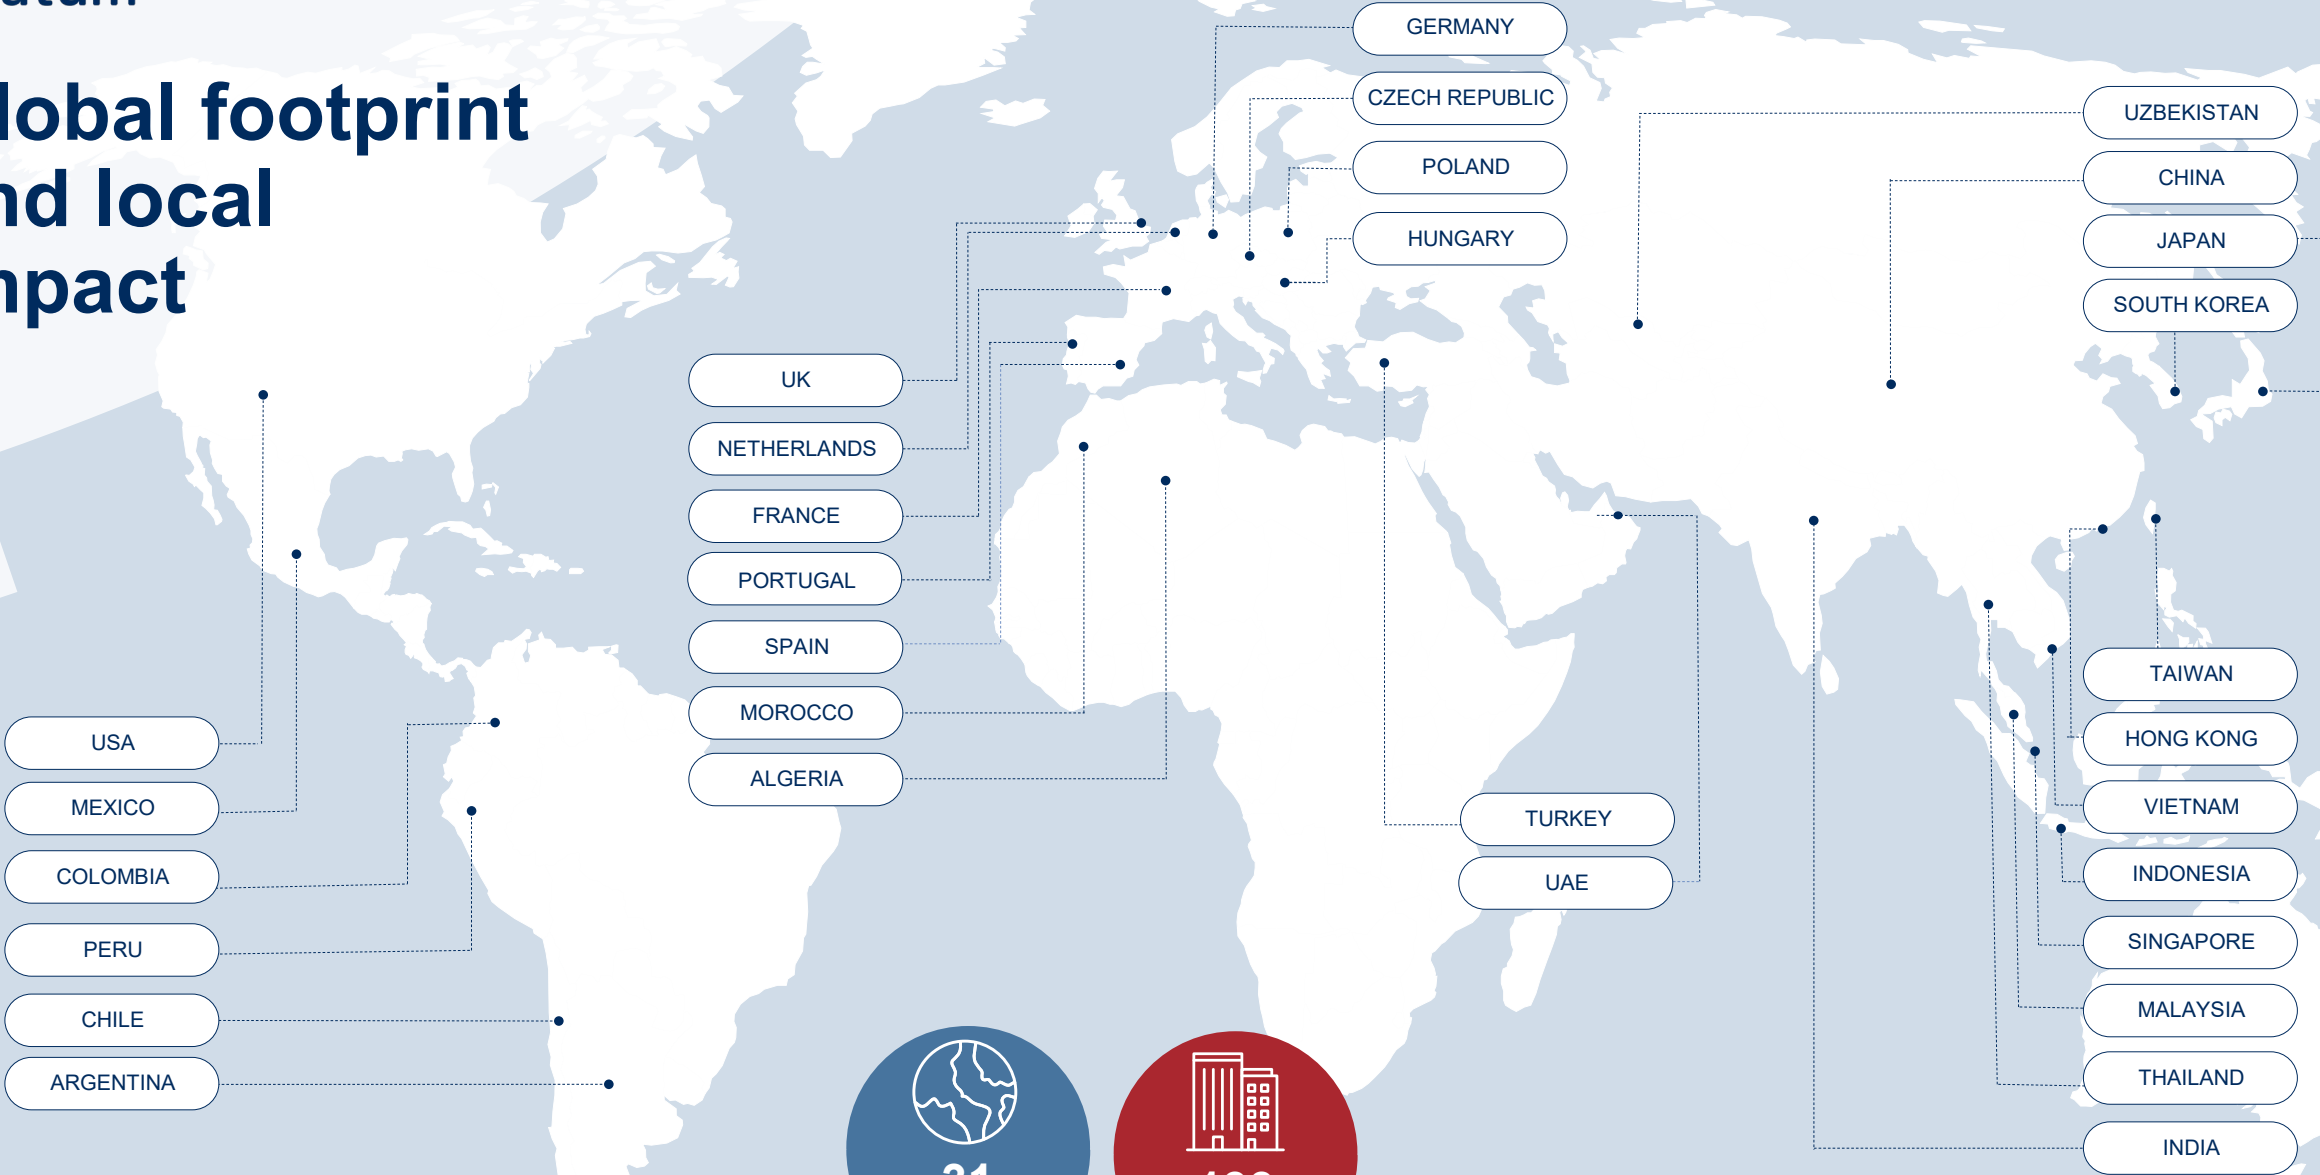 lobal footprint
nd local
npact
GERMANY
CZECH REPUBLIC
POLAND
HUNGARY
UZBEKISTAN
CHINA
JAPAN
SOUTH KOREA
UK
NETHERLANDS
FRANCE
PORTUGAL
SPAIN
MOROCCO
ALGERIA
USA
MEXICO
COLOMBIA
PERU
CHILE
ARGENTINA
TURKEY
UAE
TAIWAN
HONG KONG
VIETNAM
INDONESIA
SINGAPORE
MALAYSIA
THAILAND
INDIA
31